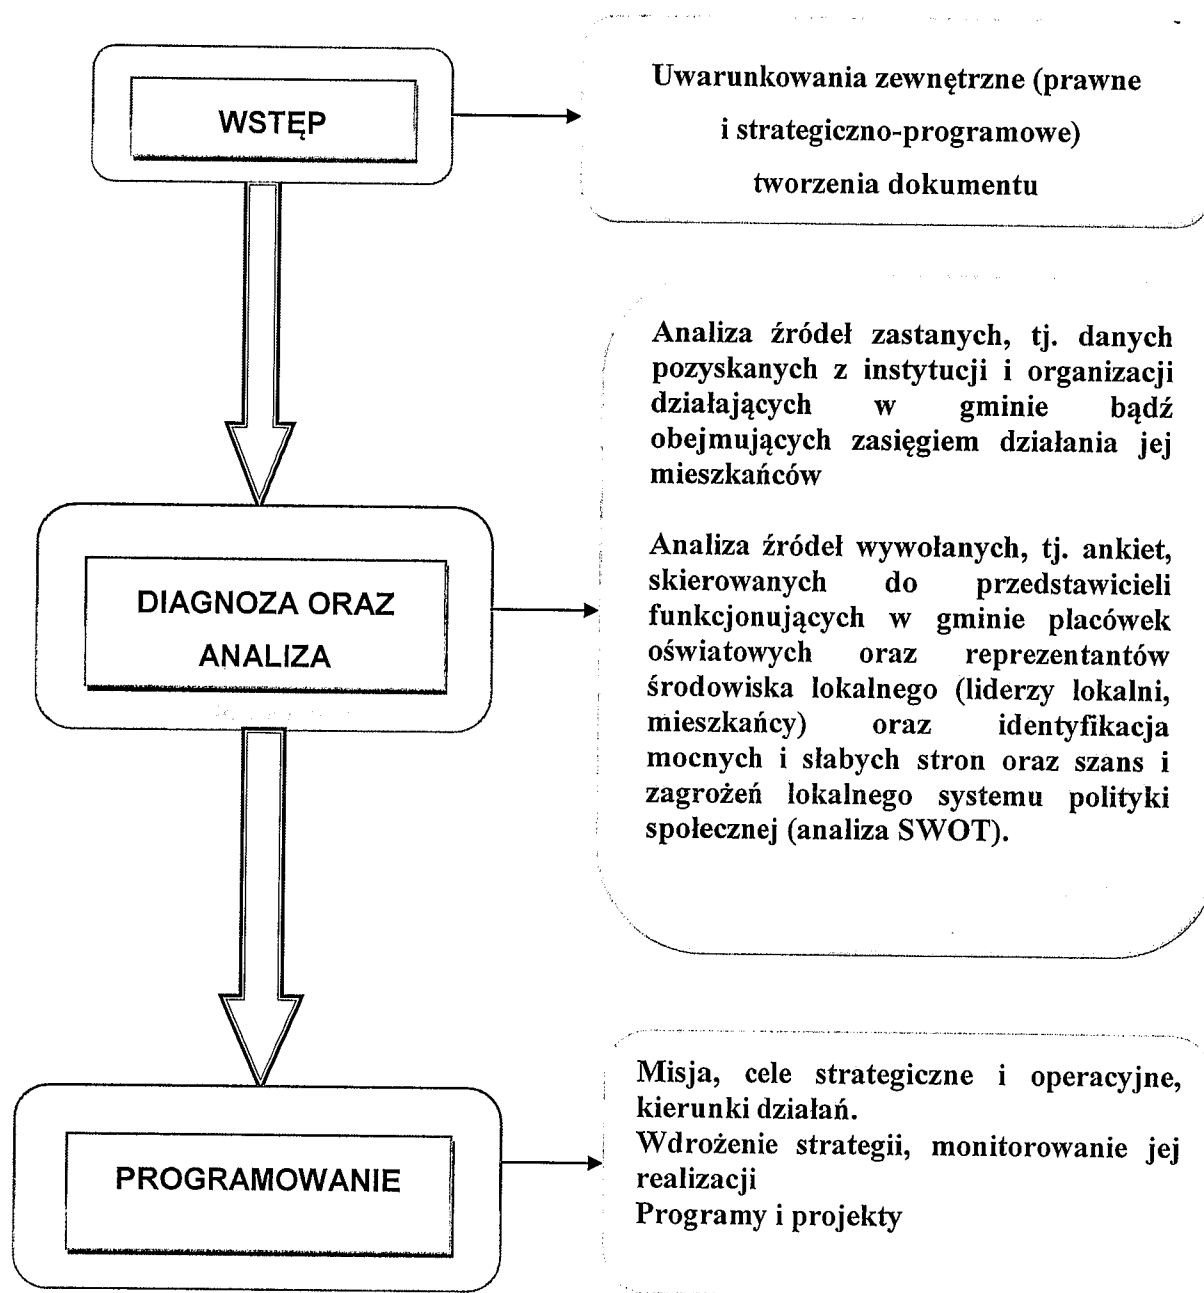 WSTĘP
Uwarunkowania zewnętrzne (prawne
i strategiczno-programowe)
tworzenia dokumentu
DIAGNOZA ORAZ
ANALIZA
Analiza źródeł zastanych, tj. danych
pozyskanych z instytucji i organizacji
działających w gminie bądź
obejmujących zasięgiem działania jej
mieszkańców
Analiza źródeł wywołanych, tj. ankiet,
skierowanych do przedstawicieli
funkcjonujących w gminie placówek
oświatowych oraz reprezentantów
środowiska lokalnego (liderzy lokalni,
mieszkańcy) oraz identyfikacja
mocnych i słabych stron oraz szans i
zagrożeń lokalnego systemu polityki
społecznej (analiza SWOT).
PROGRAMOWANIE
Misja, cele strategiczne i operacyjne,
kierunki działań.
Wdrożenie strategii, monitorowanie jej
realizacji
Programy i projekty